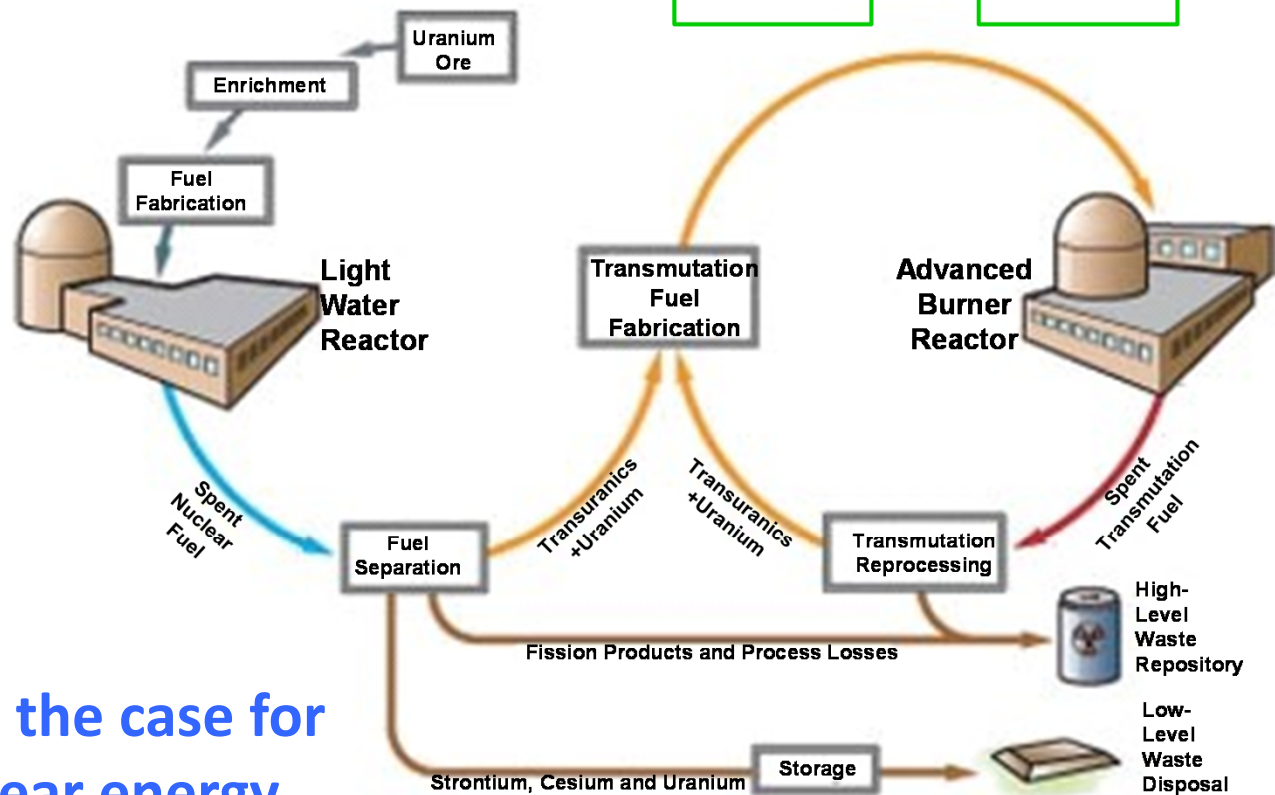 Uranium
Ore
Enrichment
Fuel
Fabrication
Light
Water
Reactor
Transmutation
Fuel
Fabrication
Advanced
Burner
Reactor
Spent
Nuclear
Fuel
Transuranics
+Uranium
Transuranics
+Uranium
Spent
Transmutation
Fuel
Fuel
Separation
Transmutation
Reprocessing
High-
Level
Waste
Repository
Fission Products and Process Losses
the case for
ear energy
Low-
Level
Waste
Disposal
Storage
Strontium, Cesium and Uranium